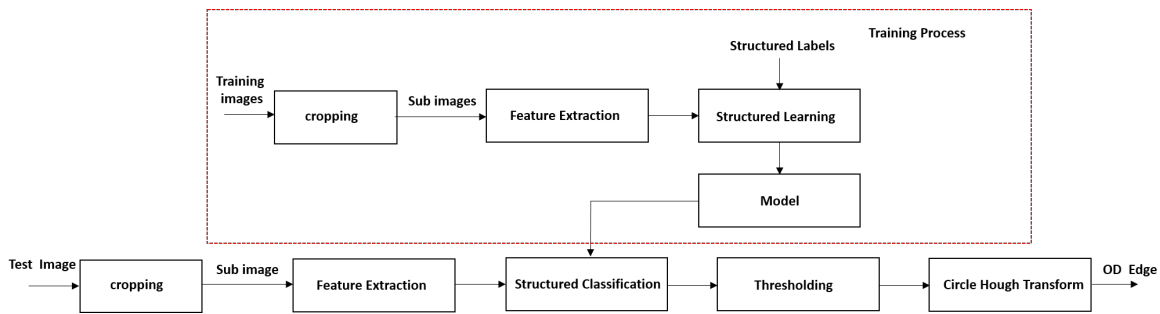 Training Process
Structured Labels
Training
images
cropping
Sub images
Feature Extraction
Structured Learning
Model
Test Image
cropping
Sub image
Feature Extraction
Structured Classification
Thresholding
Circle Hough Transform
OD Edge